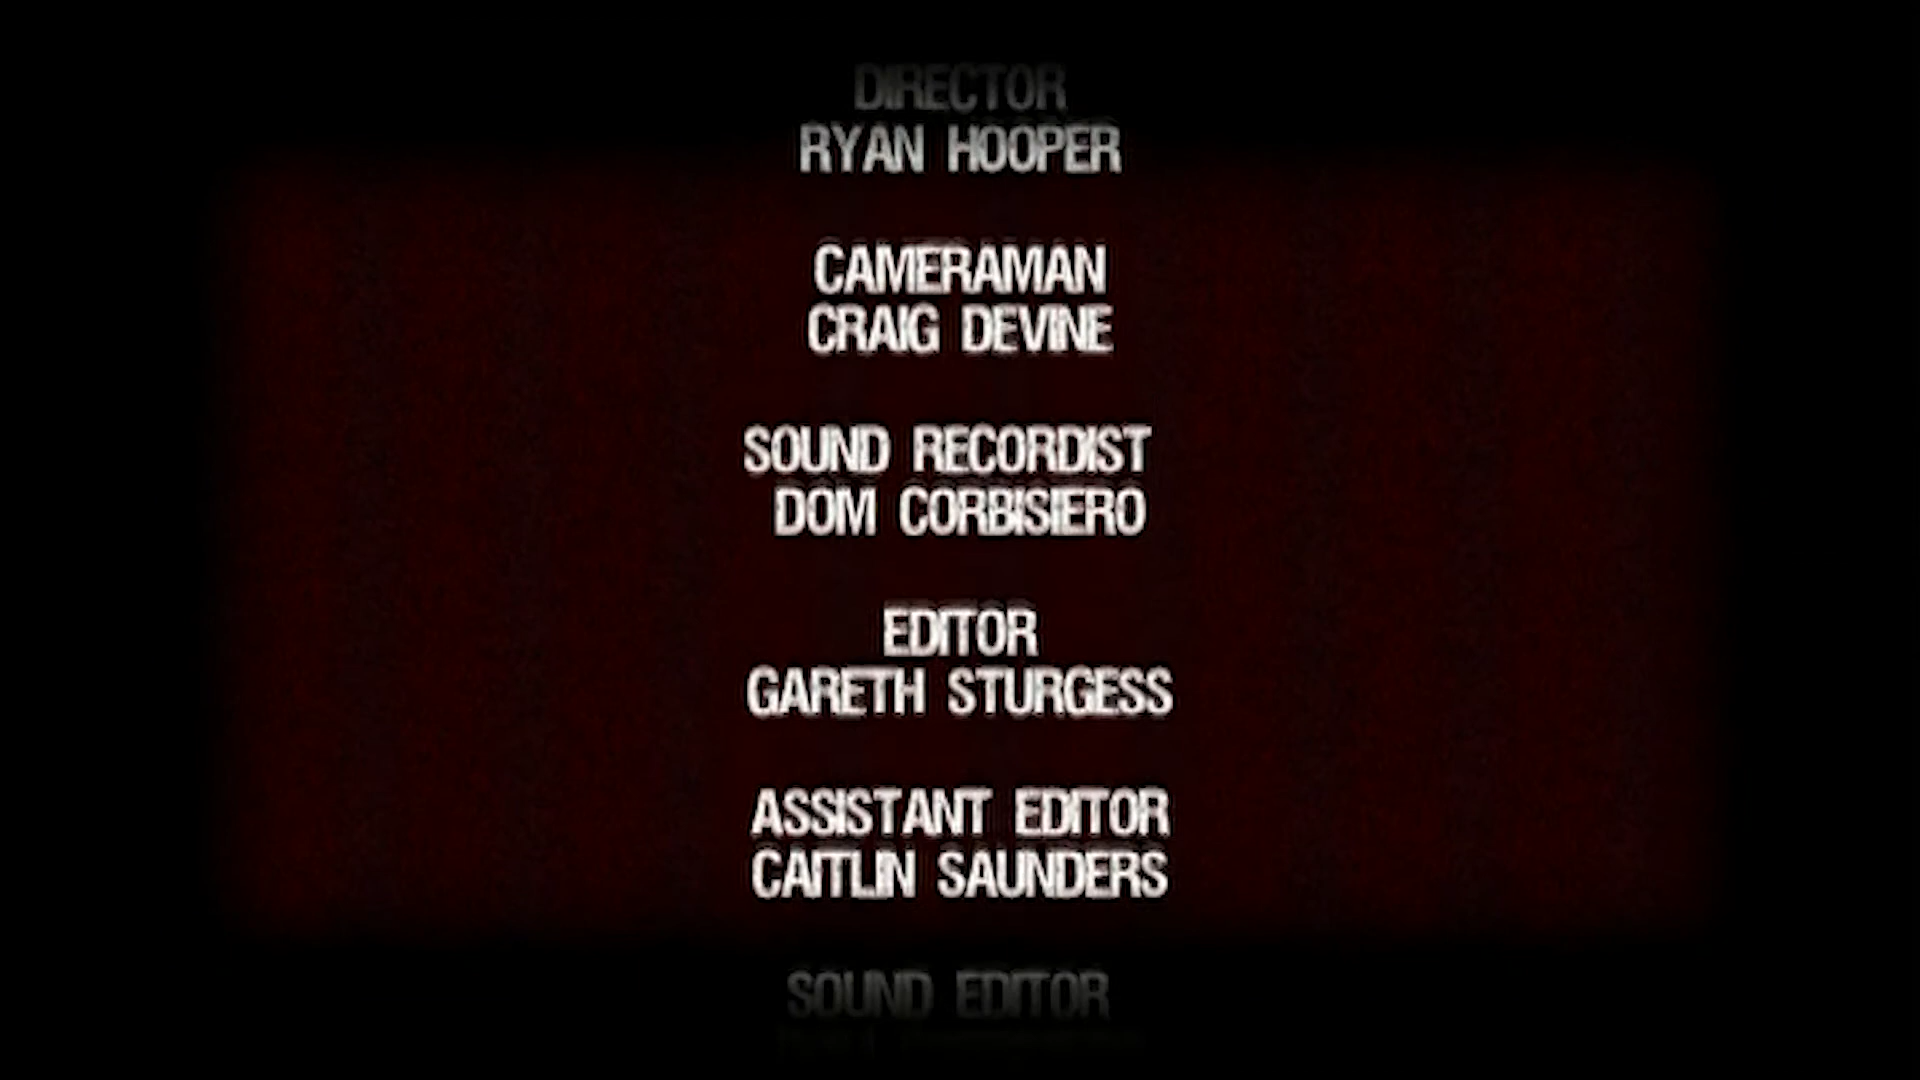 DIRECTOR
RYAN HOOPER
CAMERAMAN
CRAIG DEVINE
SOUND RECORDIST
DOM CORBISIERO
EDITOR
GARETH STURGESS
ASSISTANT EDITOR
CAITLIN SAUNDERS
SOUND EDITOR